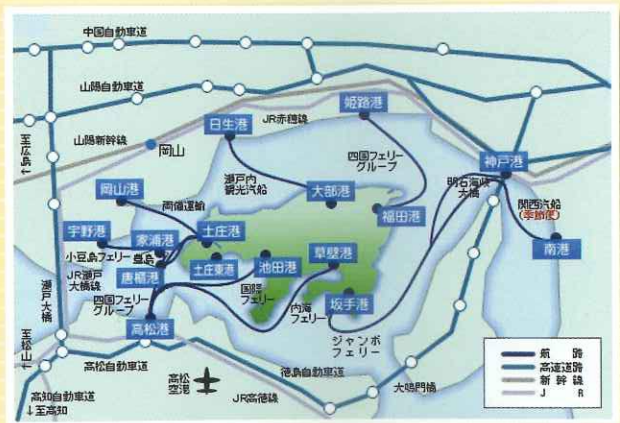 中国自動車道
山陽自動車道
姫路港
JR赤穂線
日生港
山陽新幹線
岡山
神戸港
瀬戸内
観光汽船
四国フェリー
グループ
明石海峡
大橋
岡山港
大部港
福田港
関西汽船
(季節便)
両備運輸
宇野港
家浦港
土庄港
草壁港
南港
小豆島フェリー
豊島
土庄東港
池田港
唐櫃港
JR瀬戸
大橋線
国際
フェリー
坂手港
瀬戸大橋
四国フェリー
グループ
内海
フェリー
高松港
ジャンボ
フェリー
至松山
高松自動車道
徳島自動車道
大鳴門橋
高松
空港
高知自動車道
↓至高知
JR高徳線
航路
高速道路
新幹線
JR